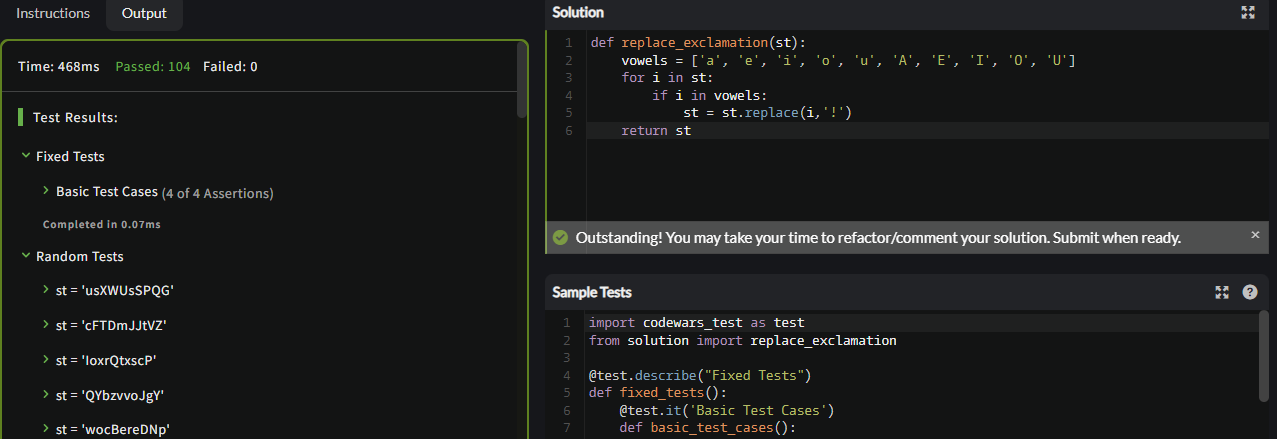 Instructions
Output
Time: 468ms Passed: 104 Failed: 0
Test Results:
Fixed Tests
Basic Test Cases (4 of 4 Assertions)
Completed in 0.07ms
Random Tests
st = 'usXWUsSPQG'
st = 'cFTDmJJtVZ'
st = 'IoxrQtxscP'
st = 'QYbzvvoJgY'
st = 'wocBereDNp'
Solution
1 def replace_exclamation(st):
2     vowels = ['a', 'e', 'i', 'o', 'u', 'A', 'E', 'I', 'O', 'U']
3     for i in st:
4         if i in vowels:
5             st = st.replace(i,'!')
6     return st
Outstanding! You may take your time to refactor/comment your solution. Submit when ready.
×
Sample Tests
?
1 import codewars_test as test
2 from solution import replace_exclamation
3
4 @test.describe("Fixed Tests")
5 def fixed_tests():
6     @test.it('Basic Test Cases')
7     def basic_test_cases():